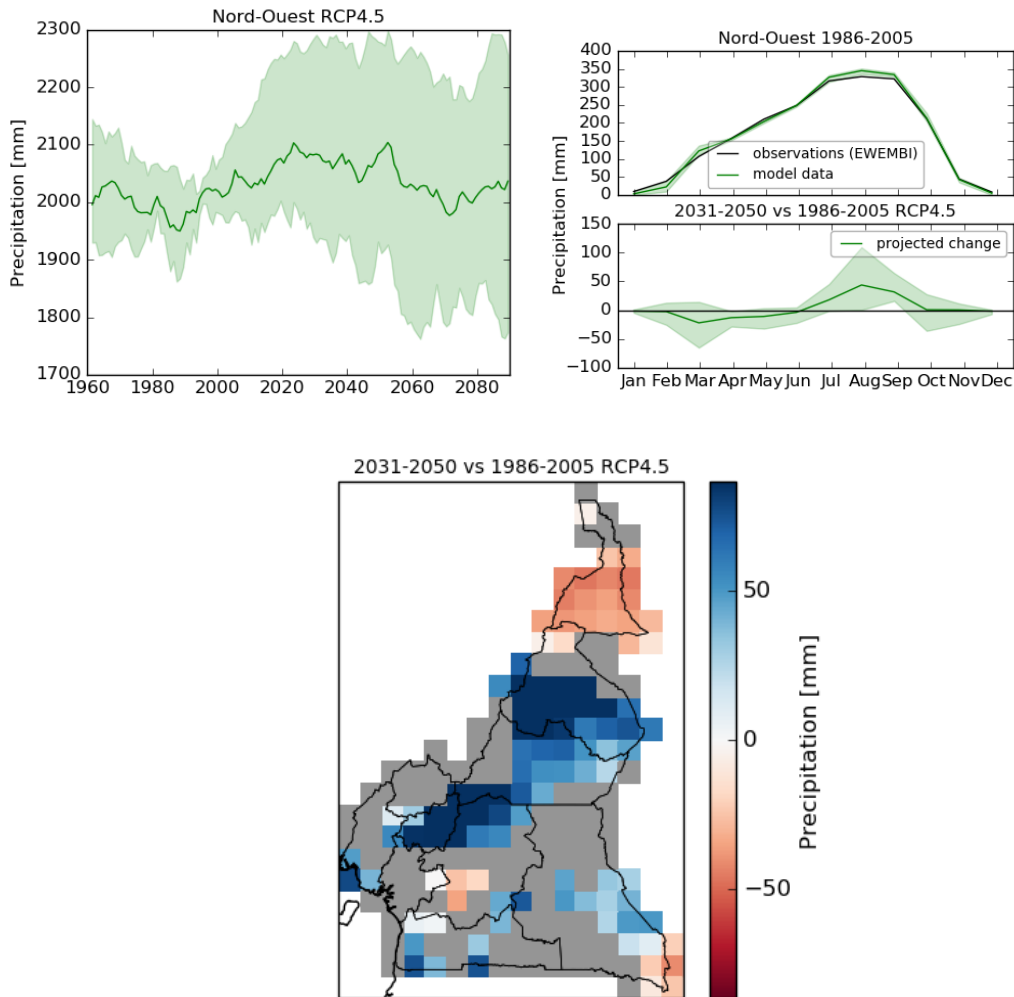 Nord-Ouest RCP4.5
Precipitation [mm]
2300
2200
2100
2000
1900
1800
1700
1960 1980 2000 2020 2040 2060 2080
Nord-Ouest 1986-2005
Precipitation [mm]
400
350
300
250
200
150
100
50
0
observations (EWEMBI)
model data
2031-2050 vs 1986-2005 RCP4.5
150
100
50
0
−50
−100
projected change
Jan Feb Mar Apr May Jun Jul Aug Sep Oct Nov Dec
2031-2050 vs 1986-2005 RCP4.5
50
0
−50
Precipitation [mm]